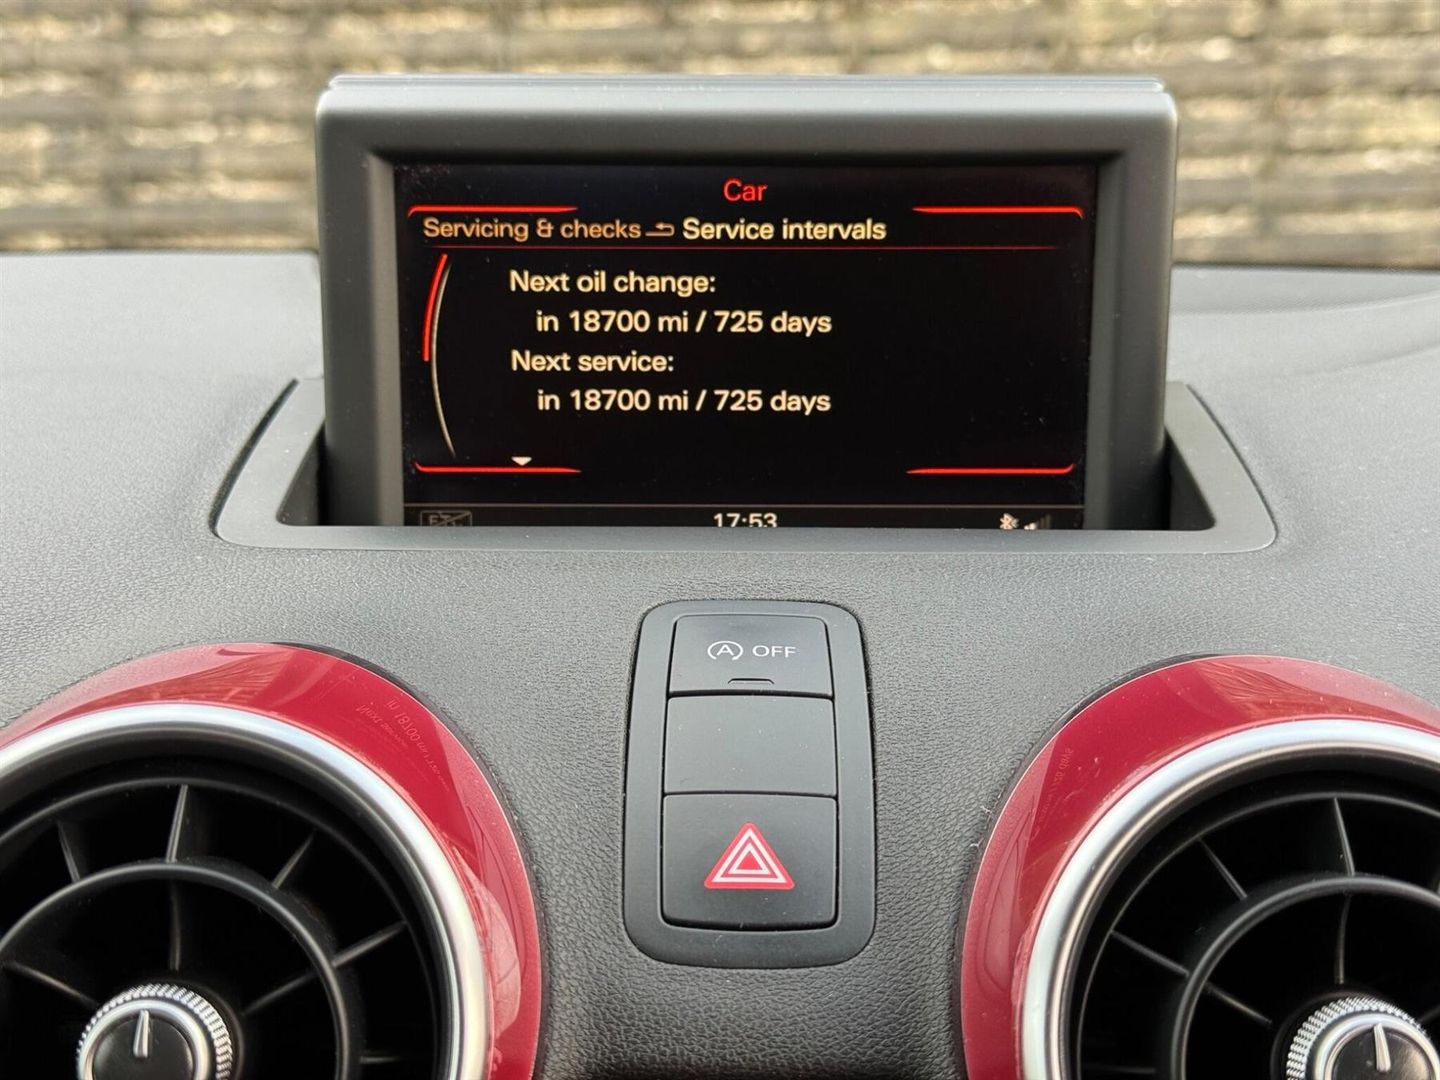 Car
Servicing & checks Service intervals
Next oil change:
in 18700 mi / 725 days
Next service:
in 18700 mi / 725 days
17:53
A OFF